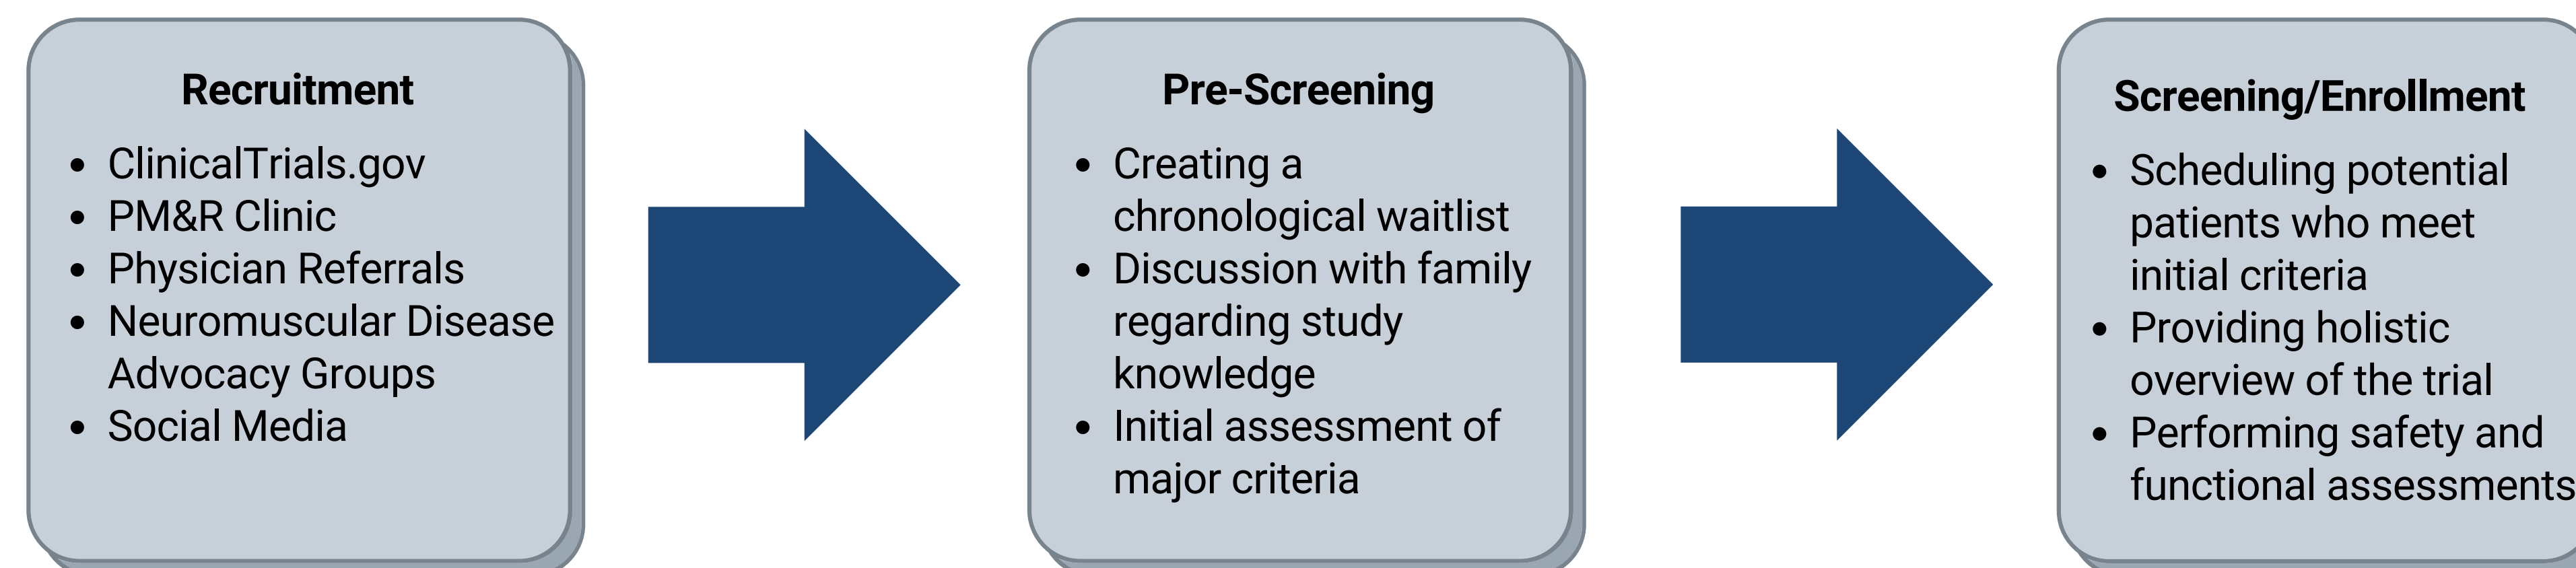 Recruitment
• ClinicalTrials.gov
• PM&R Clinic
• Physician Referrals
• Neuromuscular Disease
Advocacy Groups
• Social Media
Pre-Screening
• Creating a
chronological waitlist
• Discussion with family
regarding study
knowledge
• Initial assessment of
major criteria
Screening/Enrollment
• Scheduling potential
patients who meet
initial criteria
• Providing holistic
overview of the trial
• Performing safety and
functional assessments